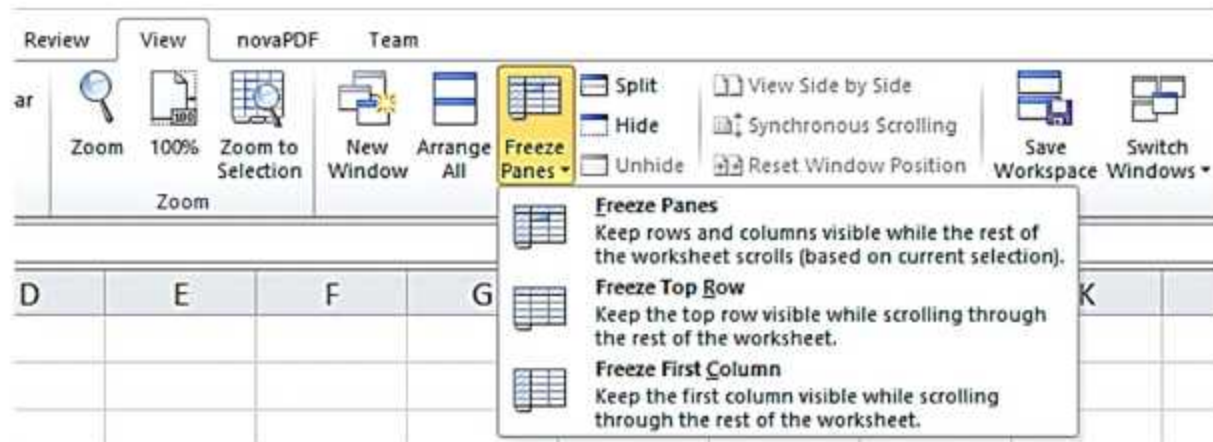 Review View novaPDF Team
ar
Zoom
100%
Zoom to
Selection
Zoom
New
Window
Arrange
All
Freeze
Panes
Split
Hide
Unhide
View Side by Side
Synchronous Scrolling
Reset Window Position
Save
Workspace
Switch
Windows
Freeze Panes
Keep rows and columns visible while the rest of
the worksheet scrolls (based on current selection).
Freeze Top Row
Keep the top row visible while scrolling through
the rest of the worksheet.
Freeze First Column
Keep the first column visible while scrolling
through the rest of the worksheet.
D E F G K